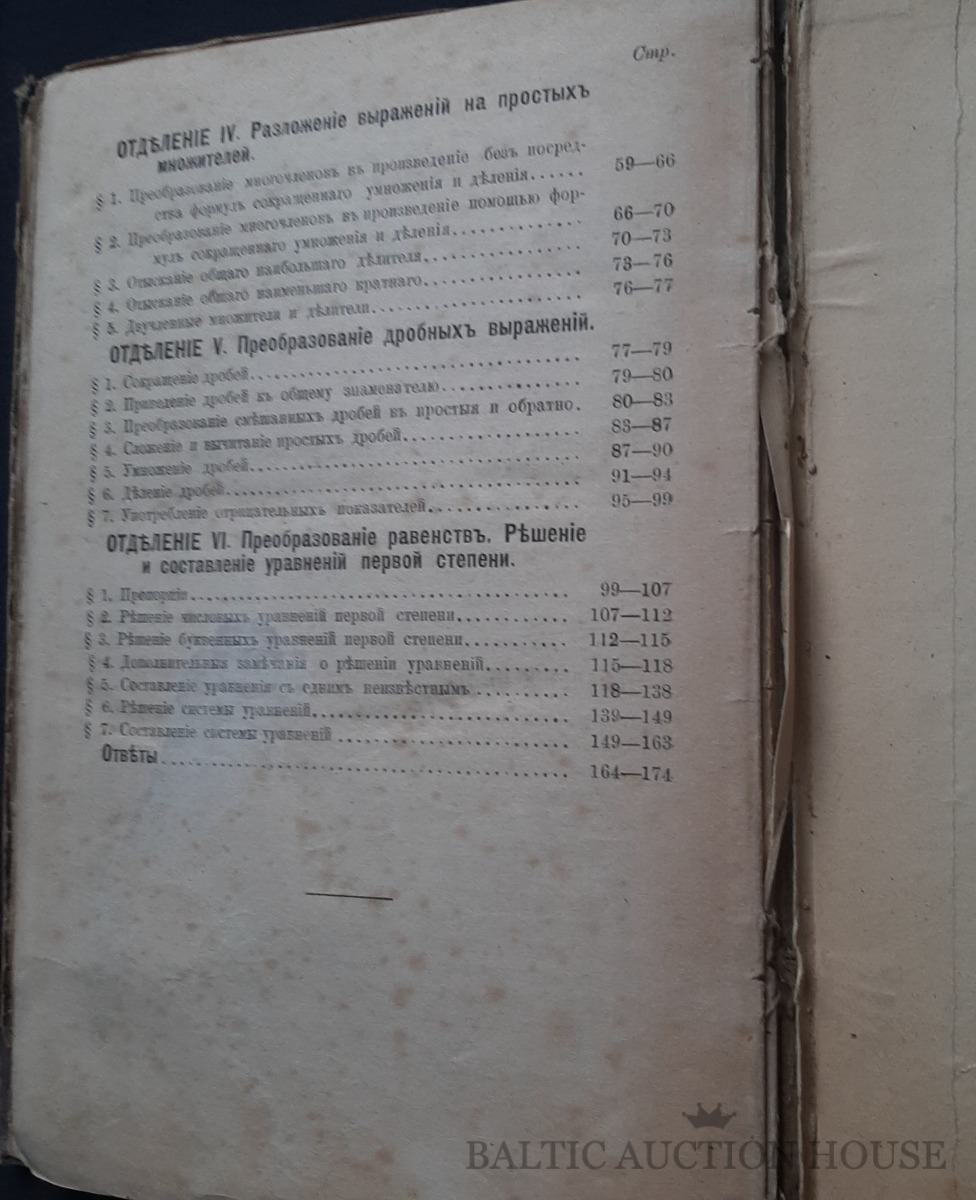 Стр.
ОТДѢЛЕНІЕ IV. Разложеніе выраженій на простыхъ
множителей.
§ 1. Преобразованіе многочленовъ въ произведеніе безъ посред-
ства формулъ сокращеннаго умноженія и дѣленія...... 59—66
§ 2. Преобразованіе многочленовъ въ произведеніе помощью фор-
мулъ сокращеннаго умноженія и дѣленія.............. 66—70
§ 3. Отысканіе общаго наибольшаго дѣлителя.............. 70—73
§ 4. Отысканіе общаго наименьшаго кратнаго.............. 73—76
§ 5. Двучленные множители и дѣлители.................. 76—77
ОТДѢЛЕНІЕ V. Преобразованіе дробныхъ выраженій.
§ 1. Сокращеніе дробей.............................. 77—79
§ 2. Приведеніе дробей къ общему знаменателю............ 79—80
§ 3. Преобразованіе смѣшанныхъ дробей въ простыя и обратно. 80—83
§ 4. Сложеніе и вычитаніе простыхъ дробей................ 83—87
§ 5. Умноженіе дробей.............................. 87—90
§ 6. Дѣленіе дробей................................ 91—94
§ 7. Употребленіе отрицательныхъ показателей.............. 95—99
ОТДѢЛЕНІЕ VI. Преобразованіе равенствъ. Рѣшеніе
и составленіе уравненій первой степени.
§ 1. Пропорціи.................................... 99—107
§ 2. Рѣшеніе числовыхъ уравненій первой степени............ 107—112
§ 3. Рѣшеніе буквенныхъ уравненій первой степени........... 112—115
§ 4. Дополнительныя замѣчанія о рѣшеніи уравненій......... 115—118
§ 5. Составленіе уравненія съ однимъ неизвѣстнымъ.......... 118—138
§ 6. Рѣшеніе системы уравненій........................ 139—149
§ 7. Составленіе системы уравненій...................... 149—163
Отвѣты........................................ 164—174
BALTIC AUCTION HOUSE